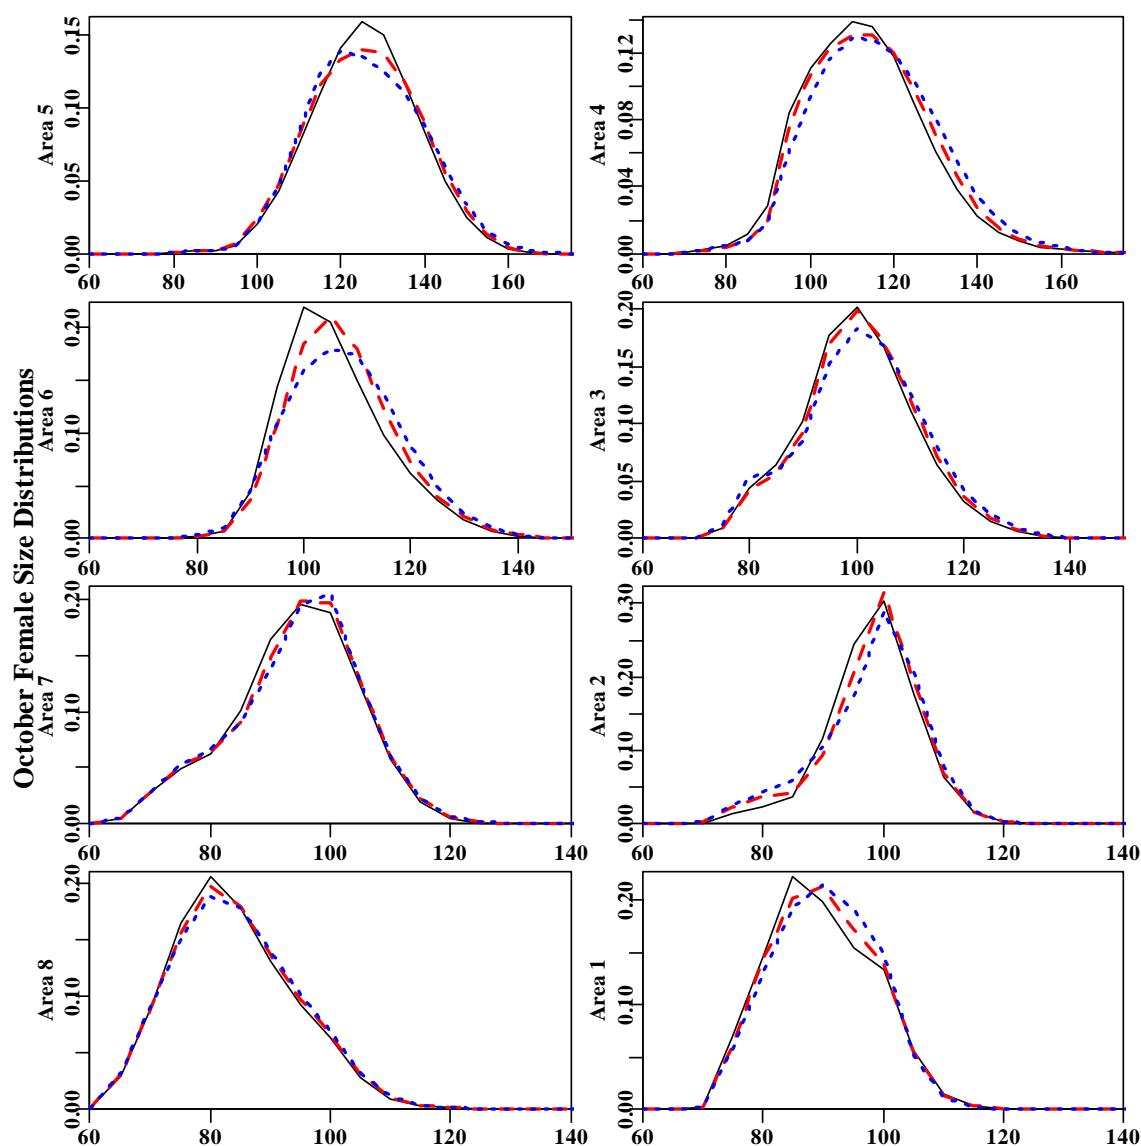 October Female Size Distributions
Area 5
0.00 0.05 0.10 0.15
60 80 100 120 140 160
Area 4
0.00 0.04 0.08 0.12
60 80 100 120 140 160
Area 6
0.00 0.10 0.20
60 80 100 120 140
Area 3
0.00 0.05 0.10 0.15 0.20
60 80 100 120 140
Area 7
0.00 0.10 0.20
60 80 100 120 140
Area 2
0.00 0.10 0.20 0.30
60 80 100 120 140
Area 8
0.00 0.10 0.20
60 80 100 120 140
Area 1
0.00 0.10 0.20
60 80 100 120 140